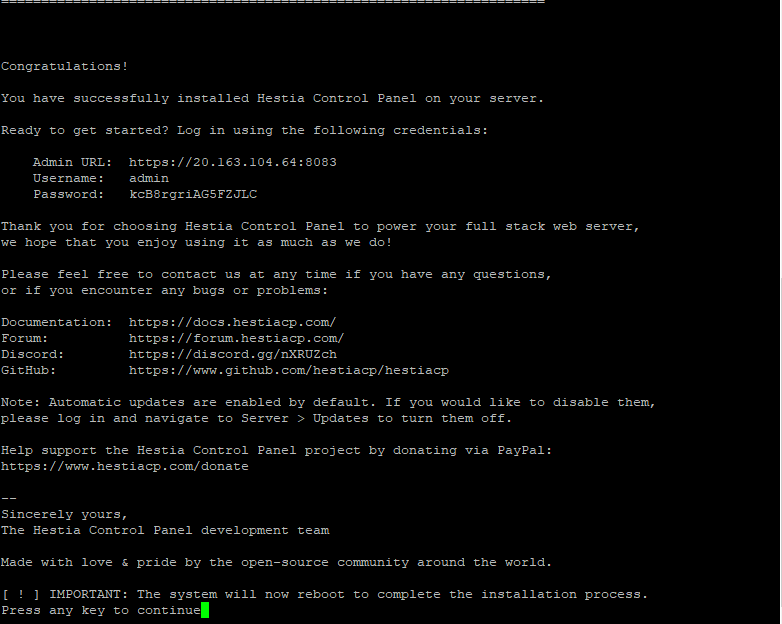 ====================================================================
Congratulations!
You have successfully installed Hestia Control Panel on your server.
Ready to get started? Log in using the following credentials:
Admin URL: https://20.163.104.64:8083
Username: admin
Password: kcB8rgriAG5FZJLC
Thank you for choosing Hestia Control Panel to power your full stack web server,
we hope that you enjoy using it as much as we do!
Please feel free to contact us at any time if you have any questions,
or if you encounter any bugs or problems:
Documentation: https://docs.hestiacp.com/
Forum: https://forum.hestiacp.com/
Discord: https://discord.gg/nXRUZch
GitHub: https://www.github.com/hestiacp/hestiacp
Note: Automatic updates are enabled by default. If you would like to disable them,
please log in and navigate to Server > Updates to turn them off.
Help support the Hestia Control Panel project by donating via PayPal:
https://www.hestiacp.com/donate
--
Sincerely yours,
The Hestia Control Panel development team
Made with love & pride by the open-source community around the world.
[ ! ] IMPORTANT: The system will now reboot to complete the installation process.
Press any key to continue